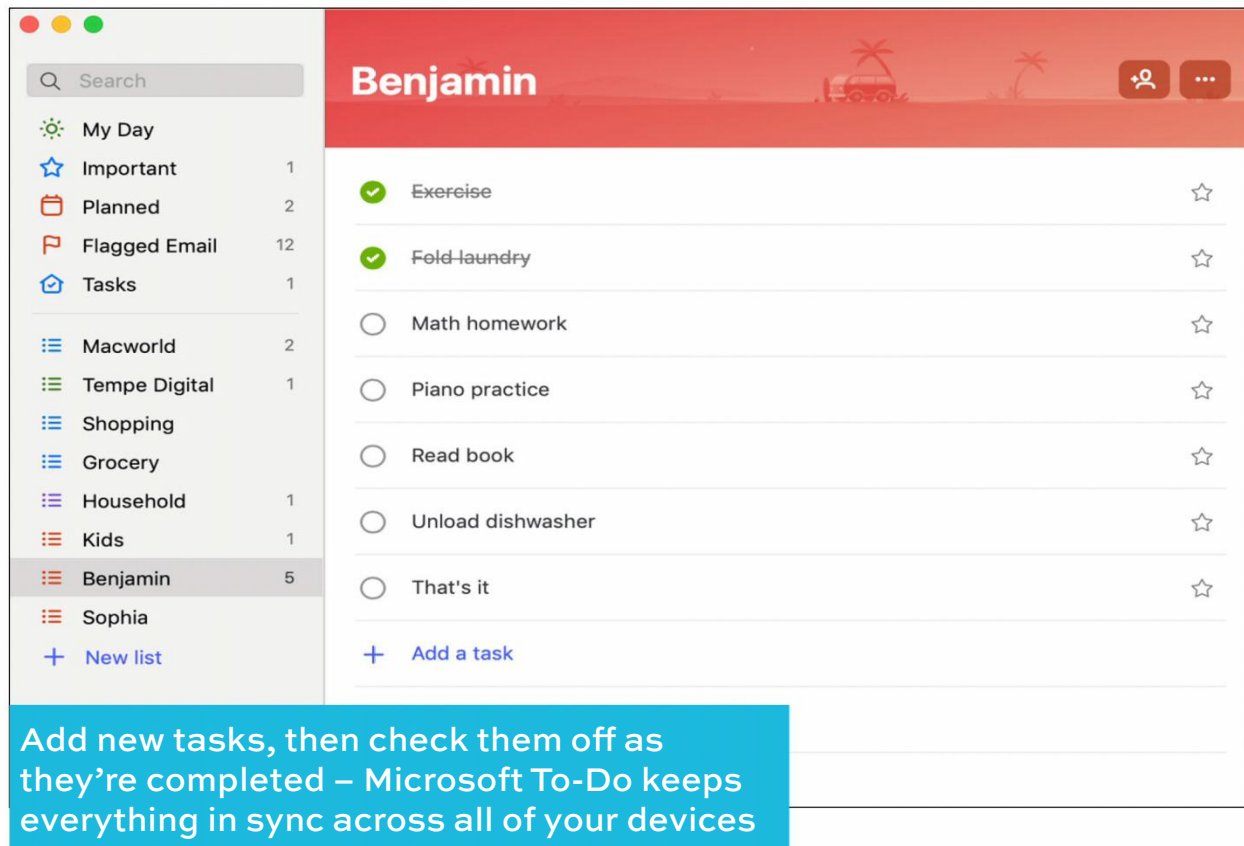 Search
My Day
Important 1
Planned 2
Flagged Email 12
Tasks 1
Macworld 2
Tempe Digital 1
Shopping
Grocery
Household 1
Kids 1
Benjamin 5
Sophia
New list
Benjamin
Exercise
Fold laundry
Math homework
Piano practice
Read book
Unload dishwasher
That's it
Add a task
Add new tasks, then check them off as
they’re completed – Microsoft To-Do keeps
everything in sync across all of your devices